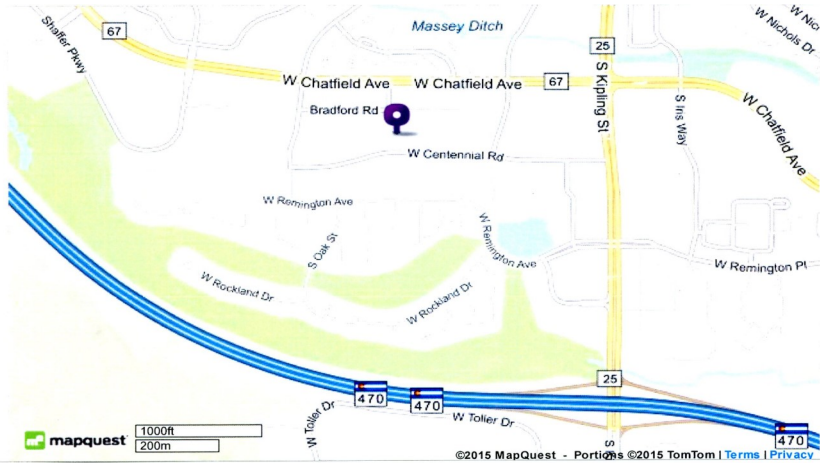 Shaffer Pkwy
67
Massey Ditch
25
W Nichols Dr
W Nic
W Chatfield Ave
W Chatfield Ave
67
S Kipling St
Bradford Rd
S Ins Way
W Chatfield Ave
W Centennial Rd
W Remington Ave
S Oak St
W Remington Ave
W Remington Pl
W Rockland Dr
W Rockland Dr
25
470
470
470
W Toller Dr
W Toller Dr
S K
mapquest
1000ft
200m
©2015 MapQuest - Portions ©2015 TomTom | Terms | Privacy